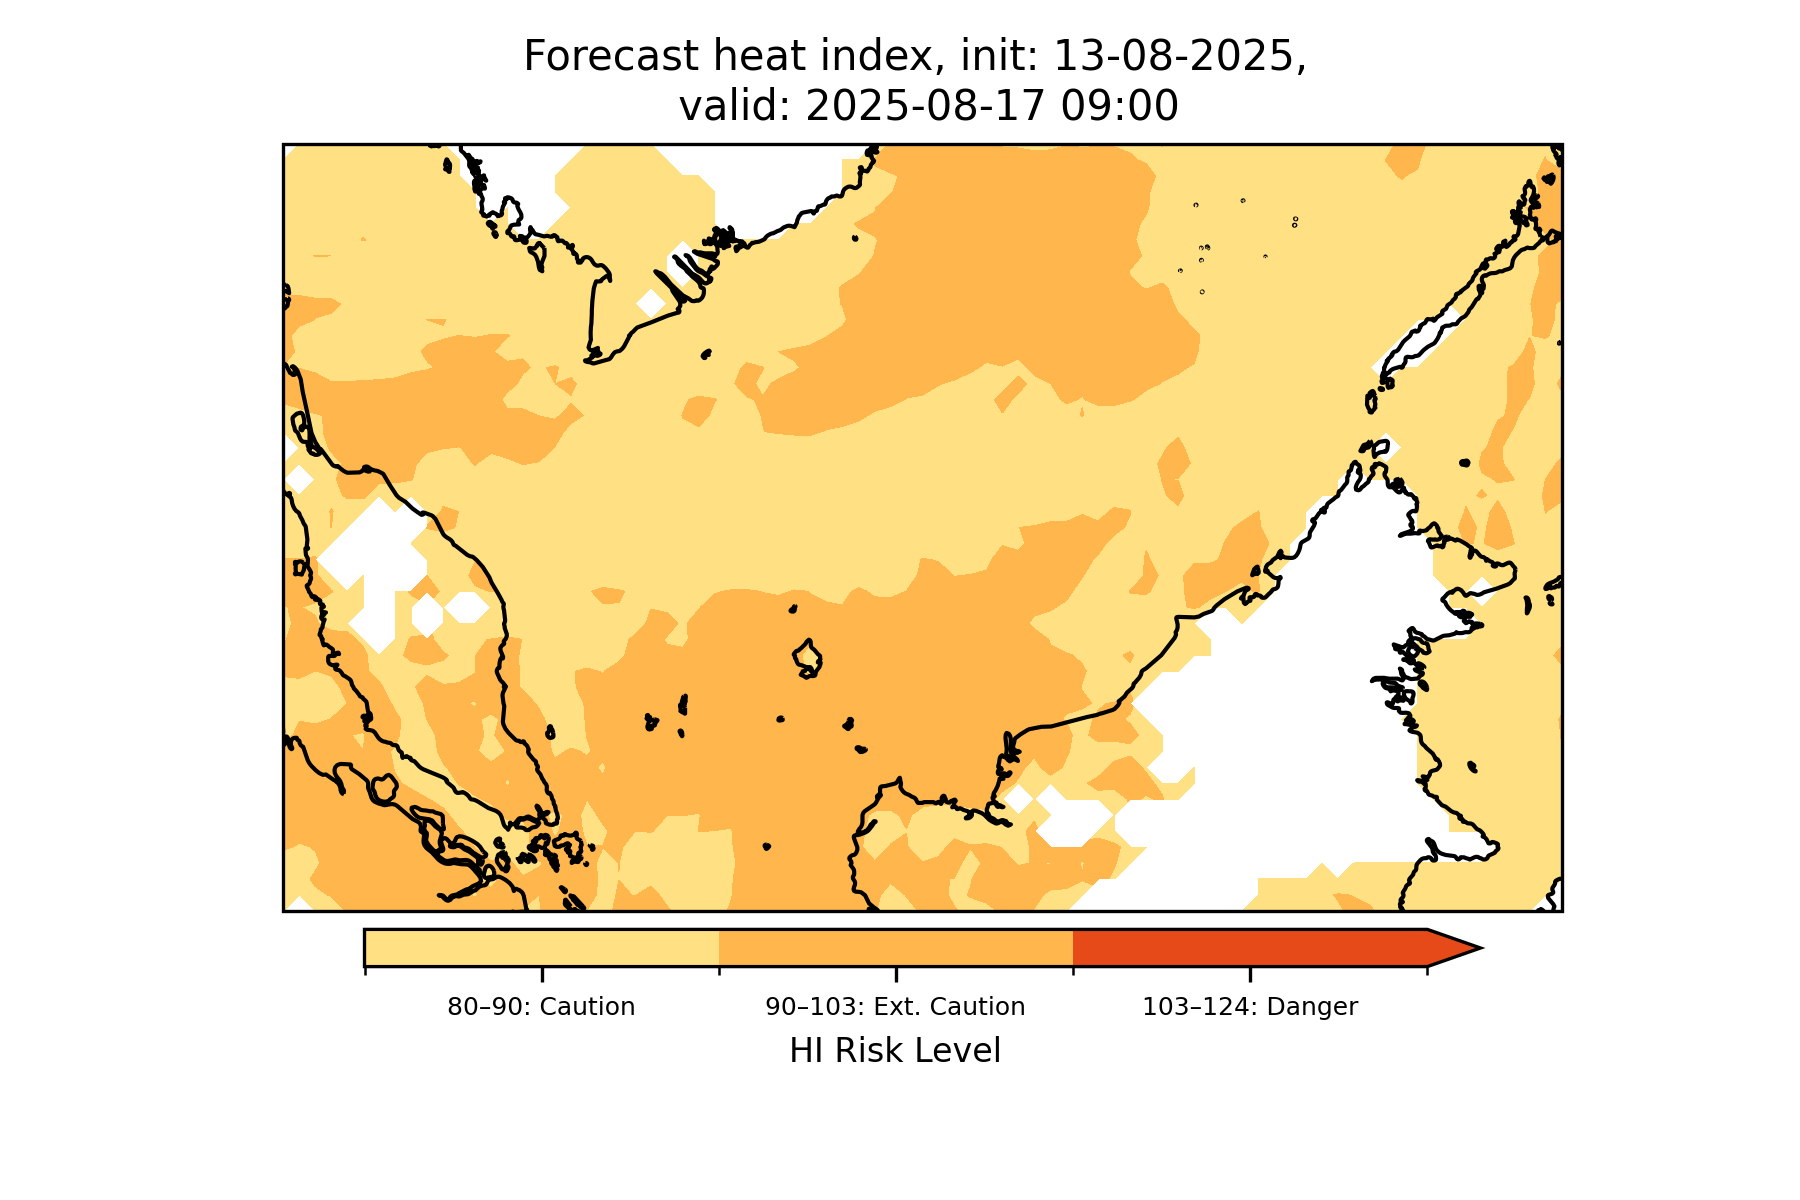 Forecast heat index, init: 13-08-2025,
valid: 2025-08-17 09:00
80–90: Caution
90–103: Ext. Caution
103–124: Danger
HI Risk Level